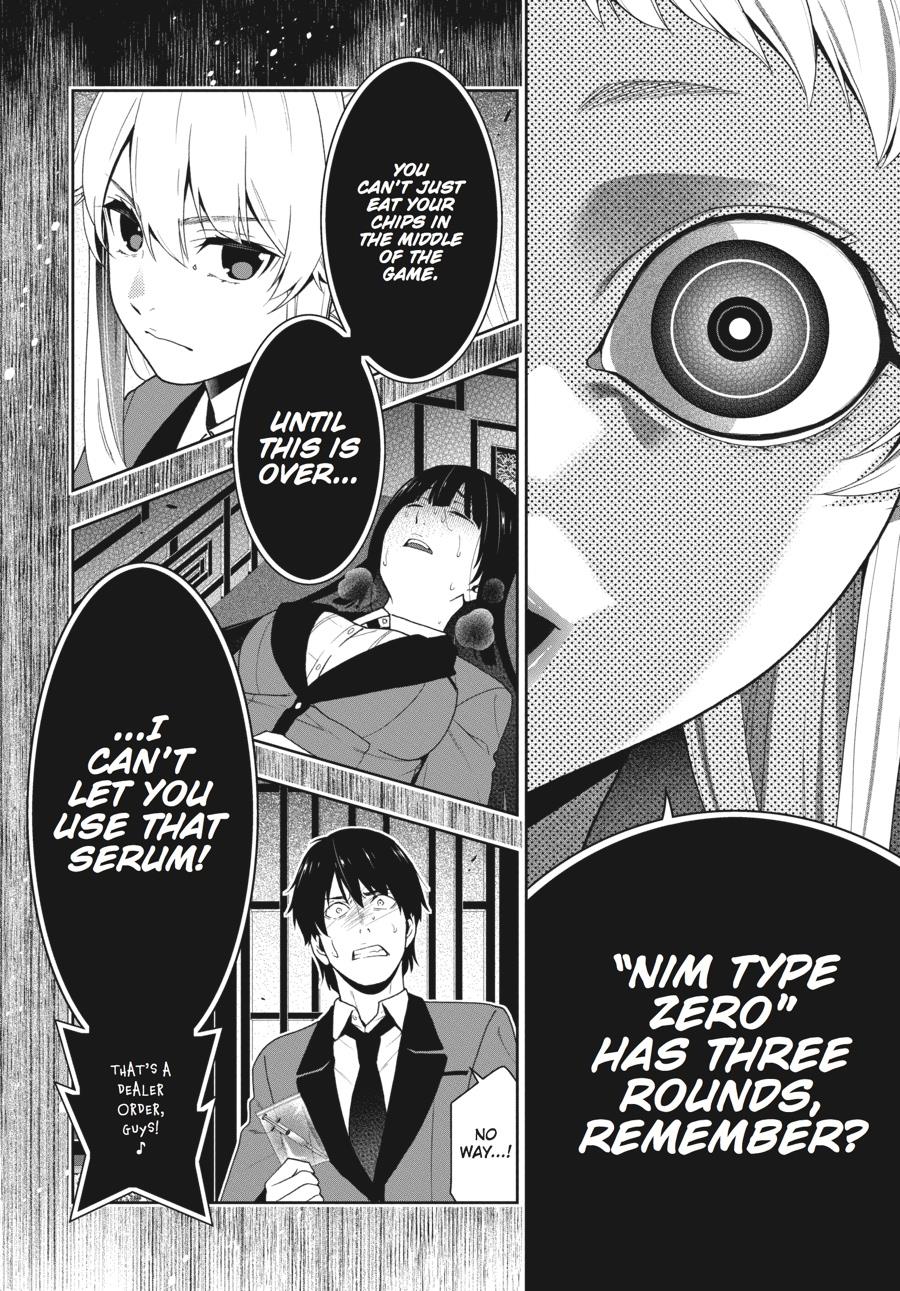 "NIM TYPE
ZERO"
HAS THREE
ROUNDS,
REMEMBER?
YOU
CAN'T JUST
EAT YOUR
CHIPS IN
THE MIDDLE
OF THE
GAME.
UNTIL
THIS IS
OVER...
...I
CAN'T
LET YOU
USE THAT
SERUM!
THAT'S A
DEALER
ORDER,
GUYS!
♪
NO
WAY...!